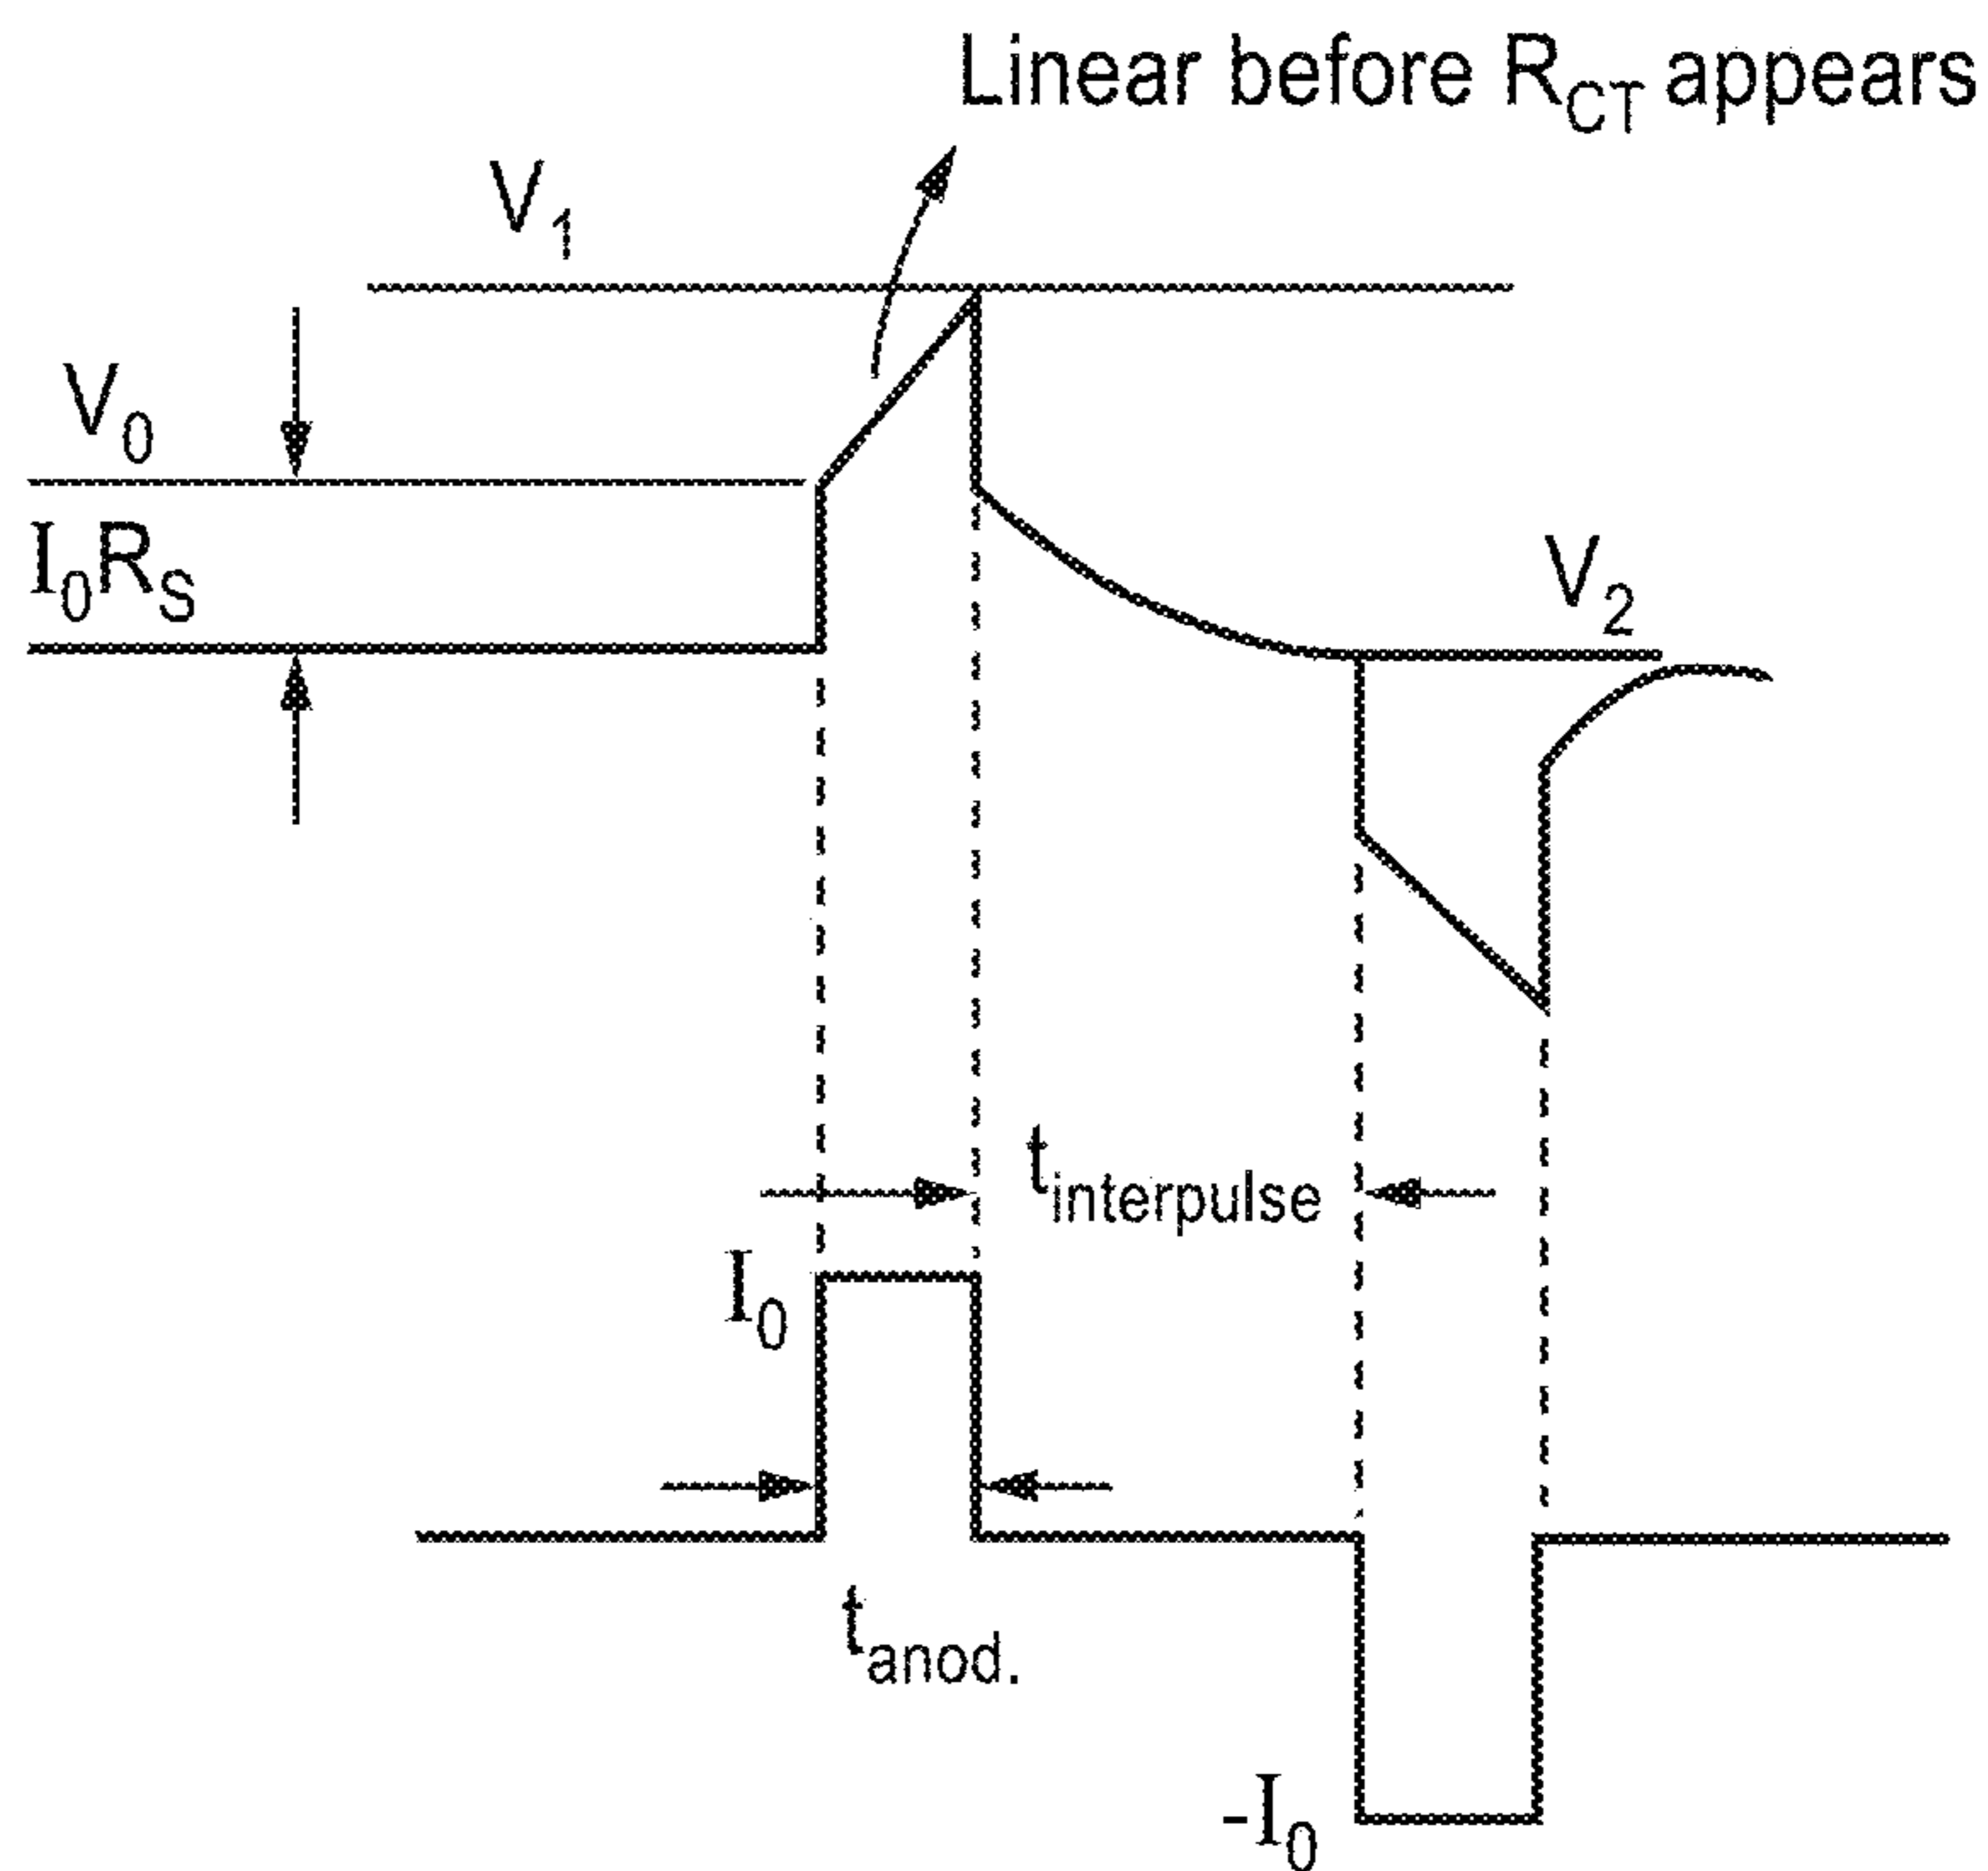 Linear before R_CT appears
V_1
V_0
I_0R_S
V_2
t_interpulse
I_0
t_anod.
-I_0